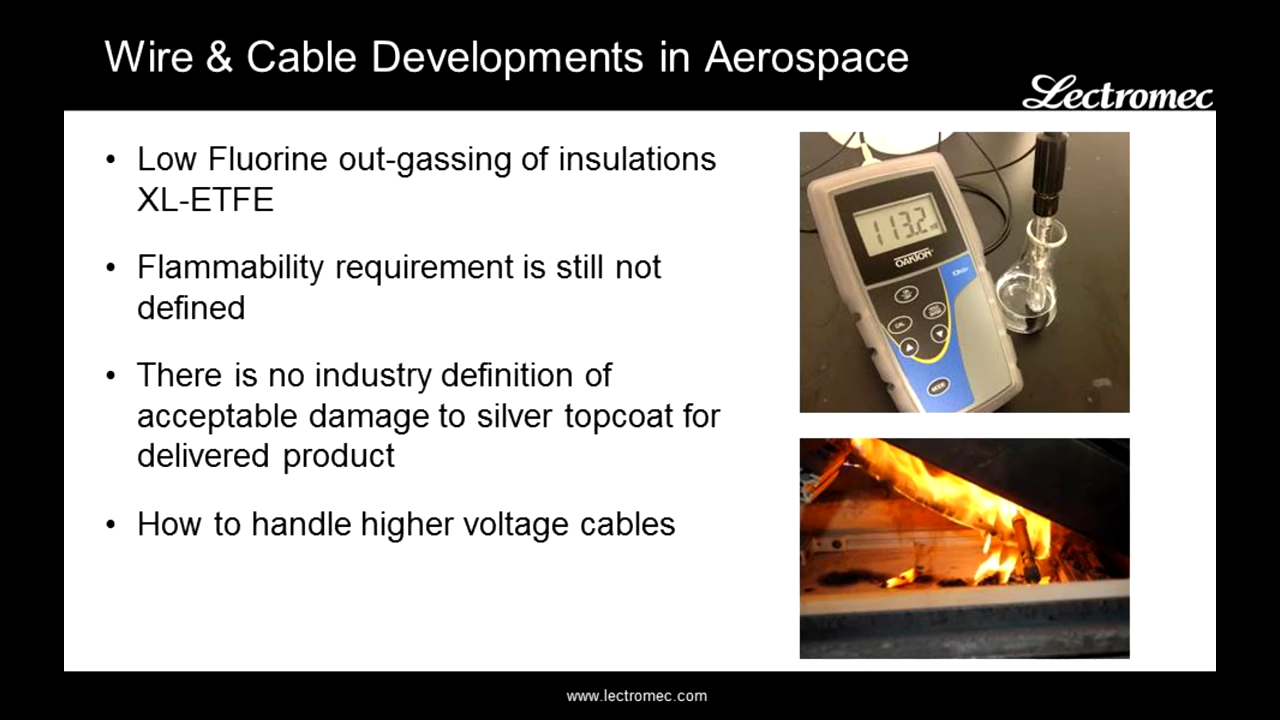 Wire & Cable Developments in Aerospace
Lectromec
• Low Fluorine out-gassing of insulations
XL-ETFE
• Flammability requirement is still not
defined
• There is no industry definition of
acceptable damage to silver topcoat for
delivered product
• How to handle higher voltage cables
113.2
OAKTON
CAL
MODE
www.lectromec.com